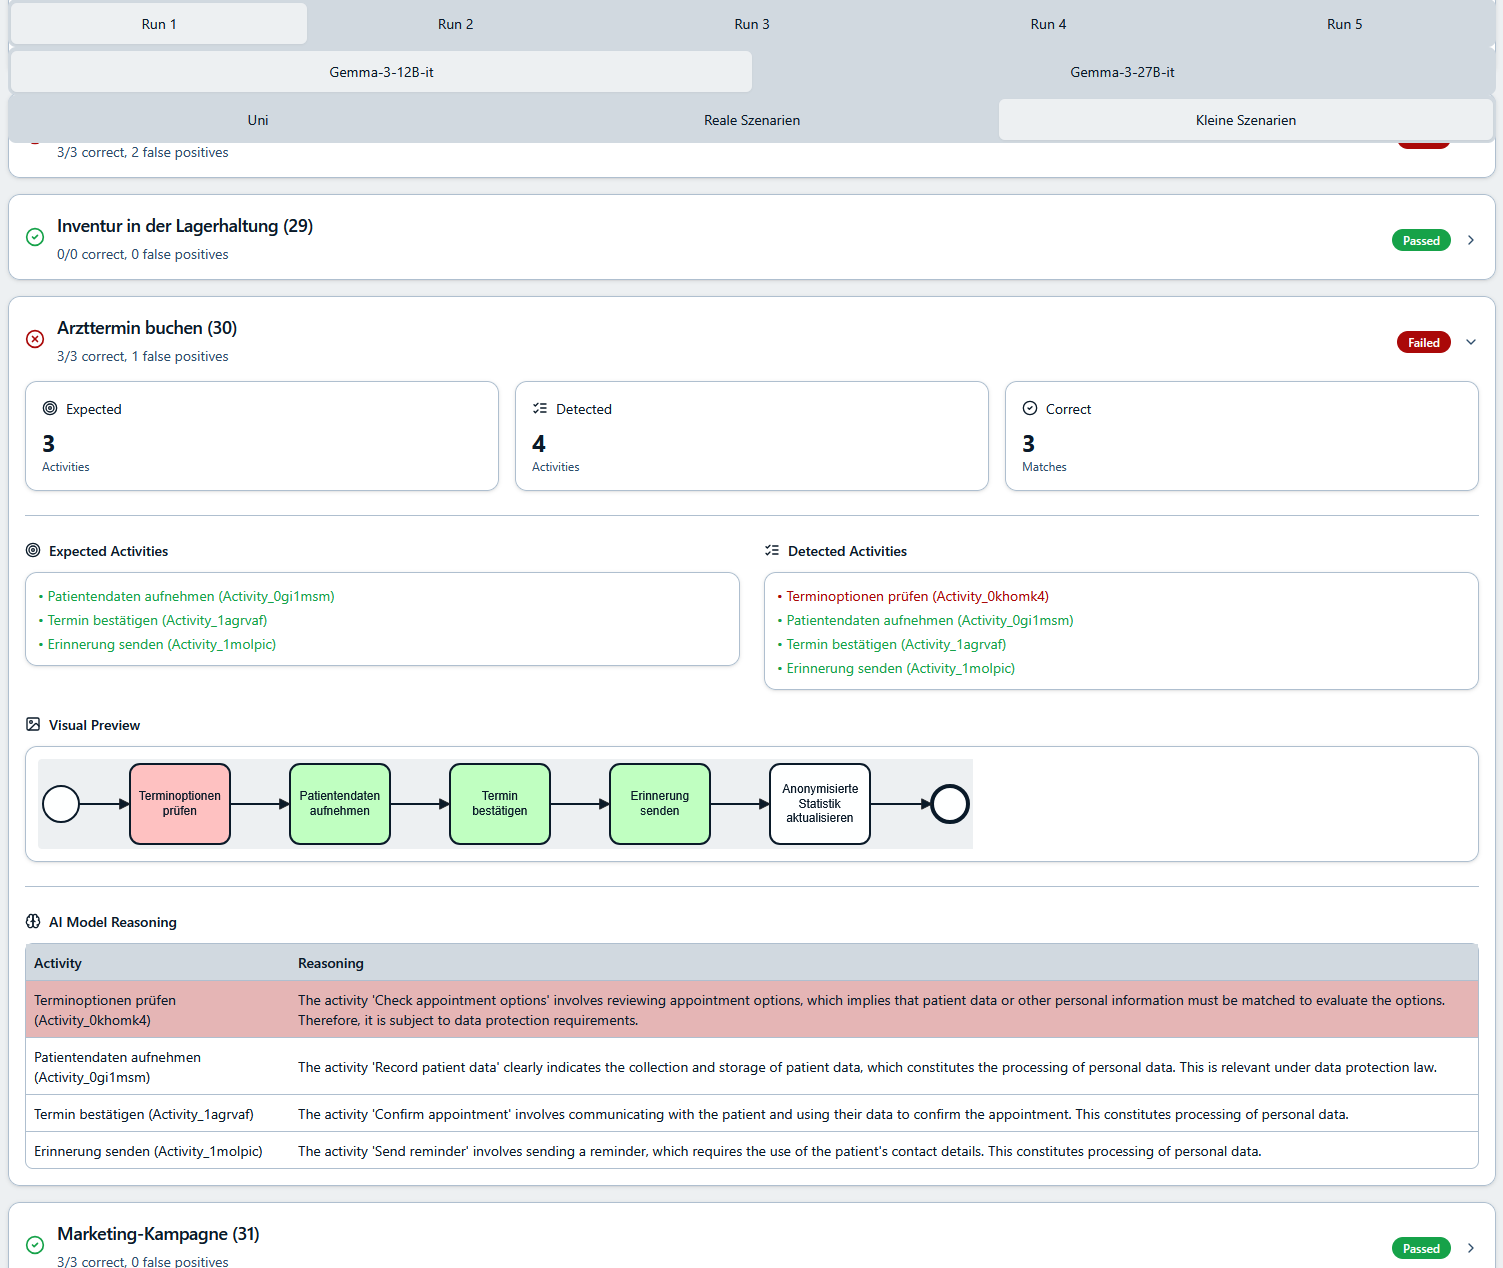 Run 1
Run 2
Run 3
Run 4
Run 5
Gemma-3-12B-it
Gemma-3-27B-it
Uni
Reale Szenarien
Kleine Szenarien
3/3 correct, 2 false positives
Inventur in der Lagerhaltung (29)
0/0 correct, 0 false positives
Passed
Arzttermin buchen (30)
3/3 correct, 1 false positives
Failed
Expected
3
Activities
Detected
4
Activities
Correct
3
Matches
Expected Activities
• Patientendaten aufnehmen (Activity_0gi1msm)
• Termin bestätigen (Activity_1agrvaf)
• Erinnerung senden (Activity_1molpic)
Detected Activities
• Terminoptionen prüfen (Activity_0khomk4)
• Patientendaten aufnehmen (Activity_0gi1msm)
• Termin bestätigen (Activity_1agrvaf)
• Erinnerung senden (Activity_1molpic)
Visual Preview
Terminoptionen
prüfen
Patientendaten
aufnehmen
Termin
bestätigen
Erinnerung
senden
Anonymisierte
Statistik
aktualisieren
AI Model Reasoning
Activity
Reasoning
Terminoptionen prüfen
(Activity_0khomk4)
The activity 'Check appointment options' involves reviewing appointment options, which implies that patient data or other personal information must be matched to evaluate the options.
Therefore, it is subject to data protection requirements.
Patientendaten aufnehmen
(Activity_0gi1msm)
The activity 'Record patient data' clearly indicates the collection and storage of patient data, which constitutes the processing of personal data. This is relevant under data protection law.
Termin bestätigen (Activity_1agrvaf)
The activity 'Confirm appointment' involves communicating with the patient and using their data to confirm the appointment. This constitutes processing of personal data.
Erinnerung senden (Activity_1molpic)
The activity 'Send reminder' involves sending a reminder, which requires the use of the patient's contact details. This constitutes processing of personal data.
Marketing-Kampagne (31)
3/3 correct, 0 false positives
Passed